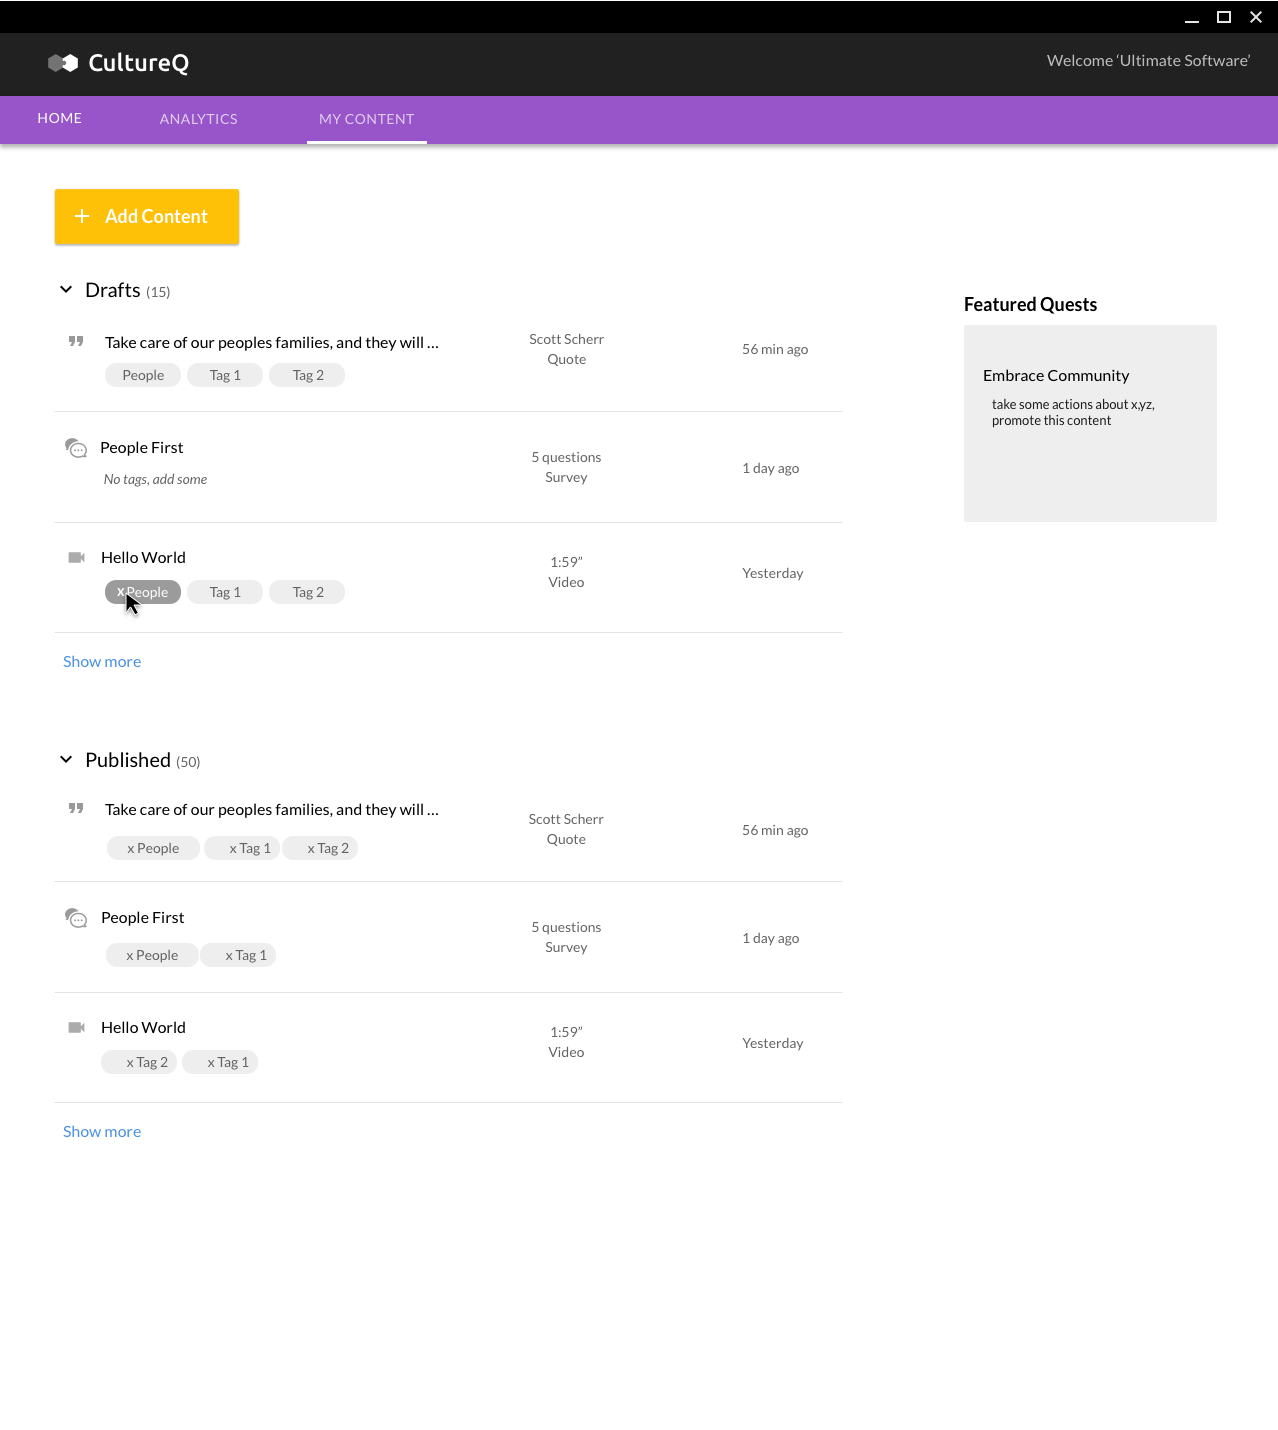 CultureQ
Welcome ‘Ultimate Software’
HOME ANALYTICS MY CONTENT
+ Add Content
Drafts (15)
Take care of our peoples families, and they will ...
People Tag 1 Tag 2
Scott Scherr
Quote
56 min ago
People First
No tags, add some
5 questions
Survey
1 day ago
Hello World
x People Tag 1 Tag 2
1:59”
Video
Yesterday
Show more
Featured Quests
Embrace Community
take some actions about x,yz,
promote this content
Published (50)
Take care of our peoples families, and they will ...
x People x Tag 1 x Tag 2
Scott Scherr
Quote
56 min ago
People First
x People x Tag 1
5 questions
Survey
1 day ago
Hello World
x Tag 2 x Tag 1
1:59”
Video
Yesterday
Show more